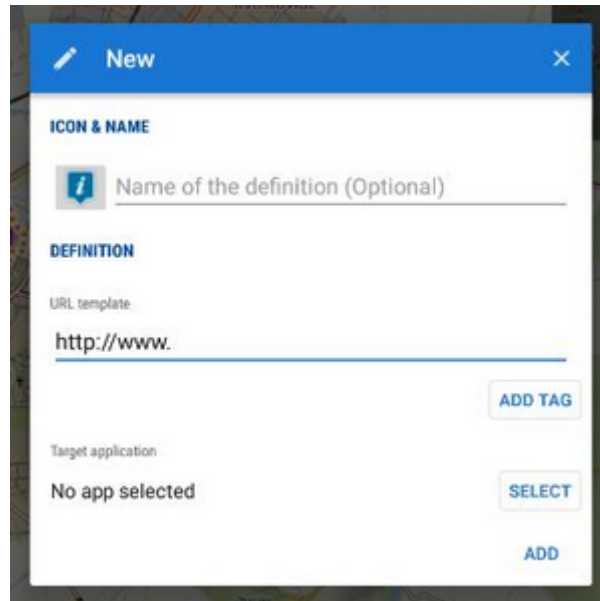 New
ICON & NAME
Name of the definition (Optional)
DEFINITION
URL template
http://www.
ADD TAG
Target application
No app selected
SELECT
ADD